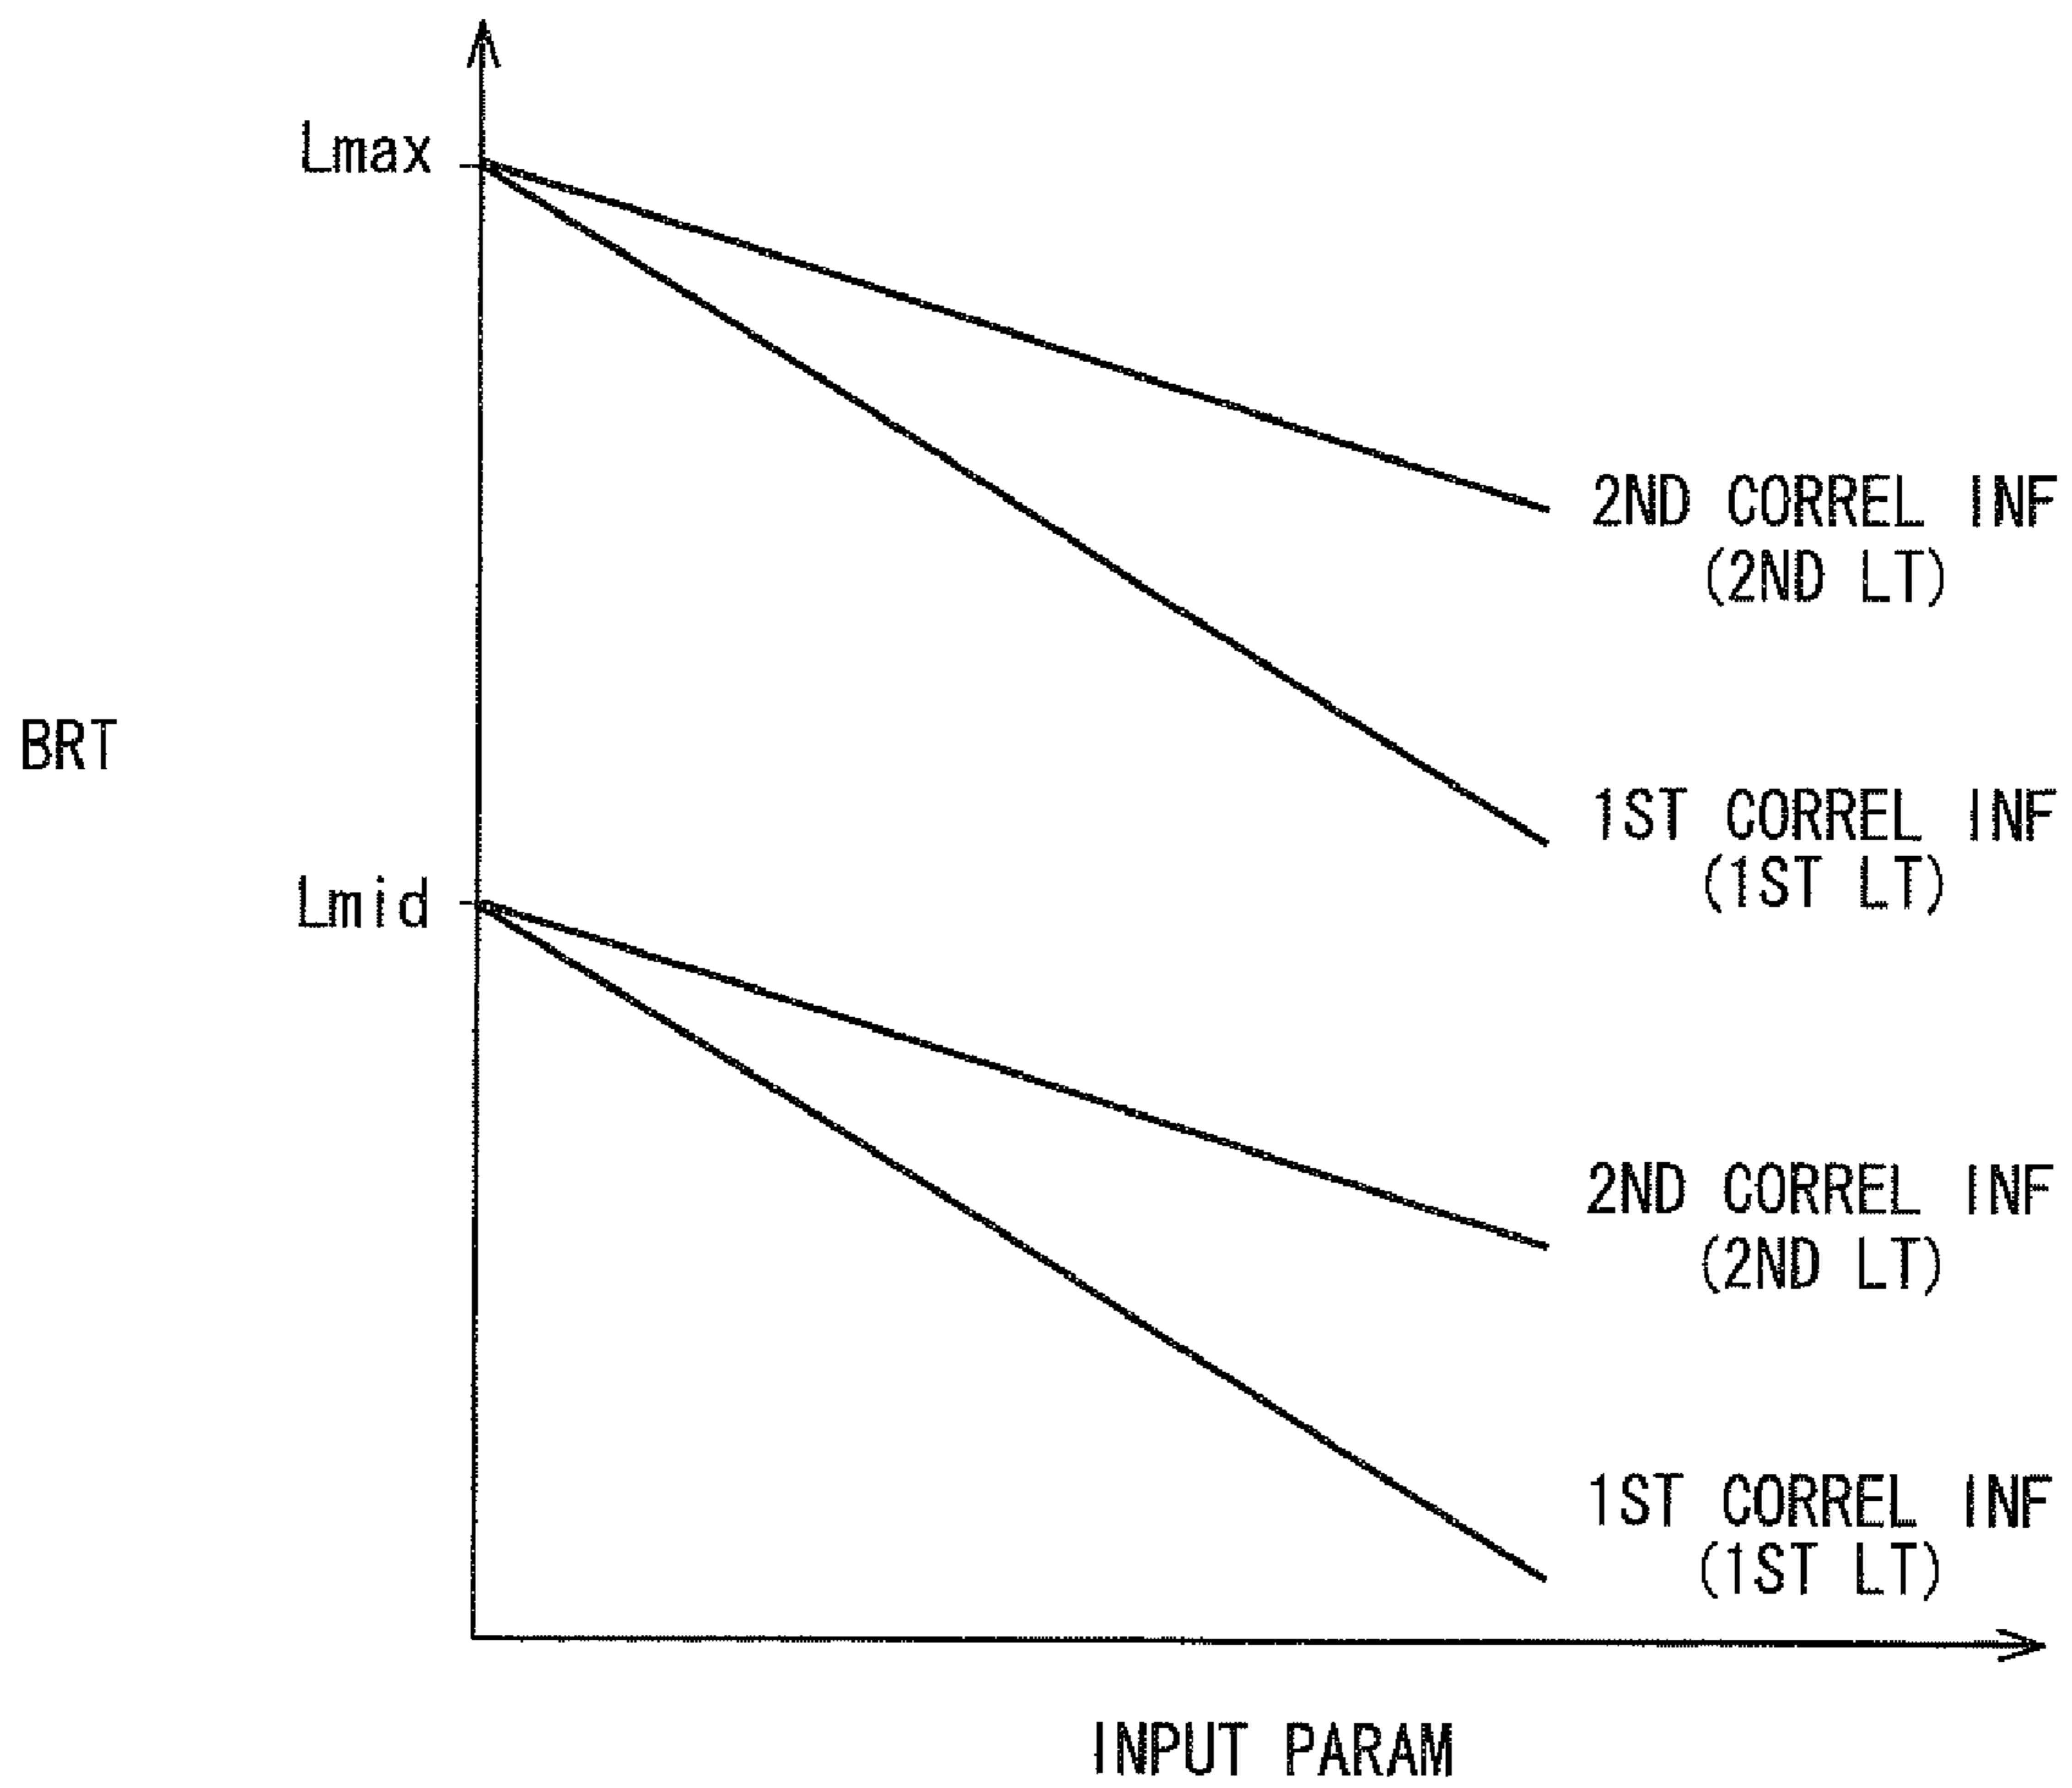 Lmax
2ND CORREL INF
(2ND LT)
BRT
1ST CORREL INF
(1ST LT)
Lmid
2ND CORREL INF
(2ND LT)
1ST CORREL INF
(1ST LT)
INPUT PARAM